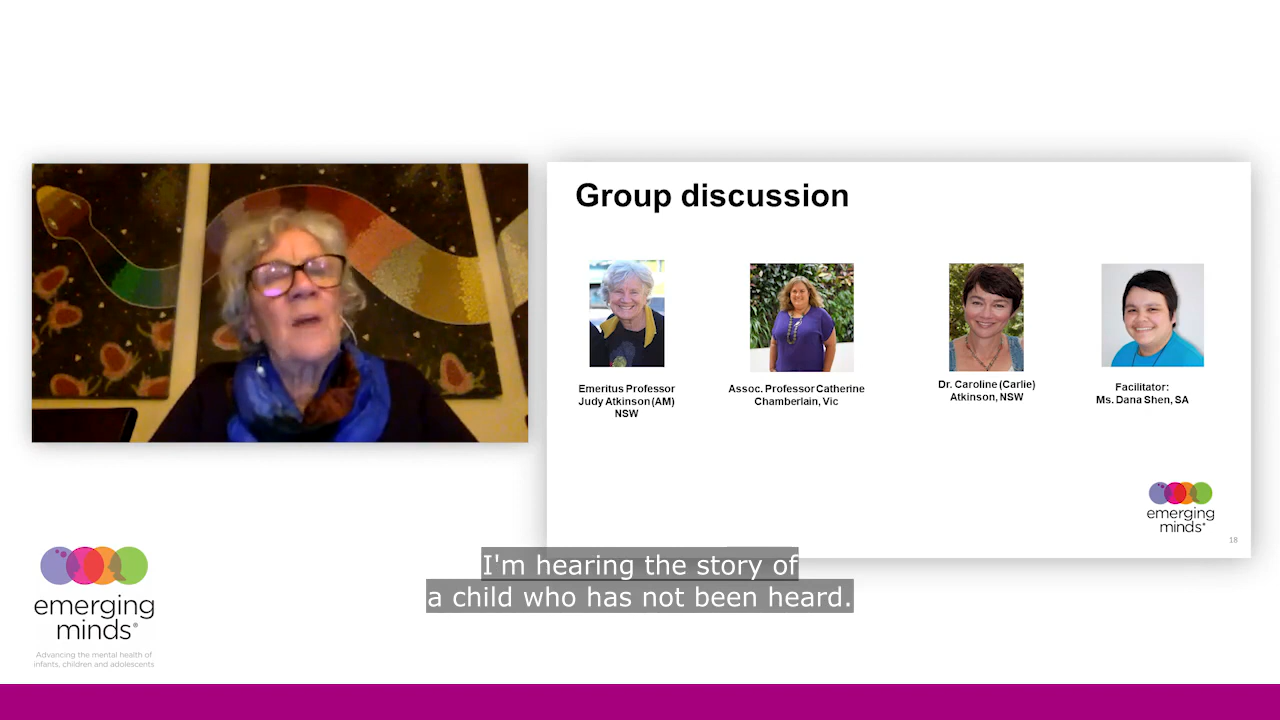 Group discussion
Emeritus Professor
Judy Atkinson (AM)
NSW
Assoc. Professor Catherine
Chamberlain, Vic
Dr. Caroline (Carlie)
Atkinson, NSW
Facilitator:
Ms. Dana Shen, SA
emerging
minds®
18
I'm hearing the story of
a child who has not been heard.
emerging
minds®
Advancing the mental health of
infants, children and adolescents